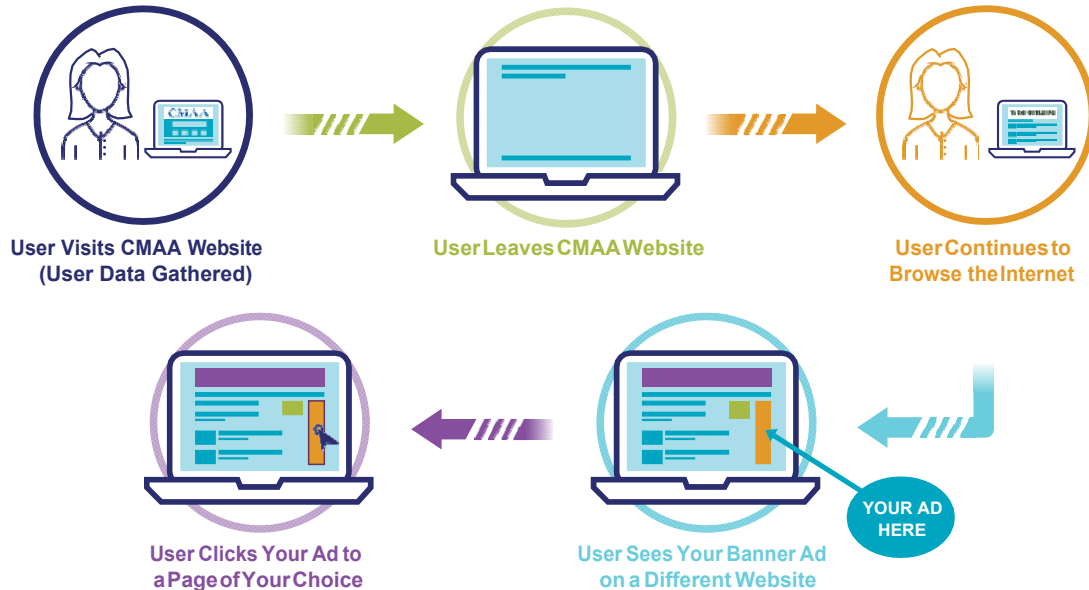 CMAA
User Visits CMAA Website
(User Data Gathered)
User Leaves CMAA Website
User Continues to
Browse the Internet
User Clicks Your Ad to
a Page of Your Choice
User Sees Your Banner Ad
on a Different Website
YOUR AD
HERE